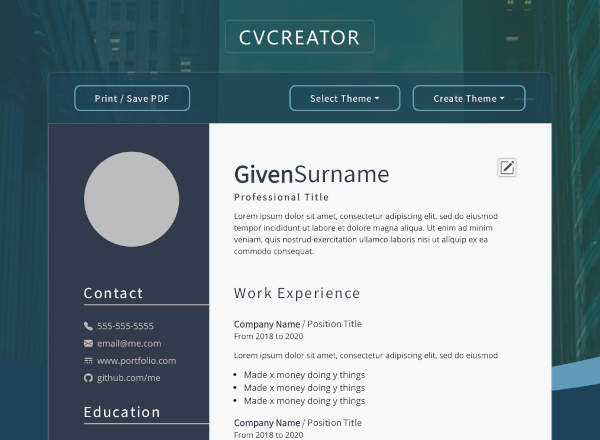 CVCREATOR
Print / Save PDF
Select Theme
Create Theme
GivenSurname
Professional Title
Lorem ipsum dolor sit amet, consectetur adipiscing elit, sed do eiusmod
tempor incididunt ut labore et dolore magna aliqua. Ut enim ad minim
veniam, quis nostrud exercitation ullamco laboris nisi ut aliquip ex ea
commodo consequat.
Contact
555-555-5555
email@me.com
www.portfolio.com
github.com/me
Education
Work Experience
Company Name / Position Title
From 2018 to 2020
Lorem ipsum dolor sit amet, consectetur adipiscing elit, sed do eiusmod
• Made x money doing y things
• Made x money doing y things
• Made x money doing y things
Company Name / Position Title
From 2018 to 2020